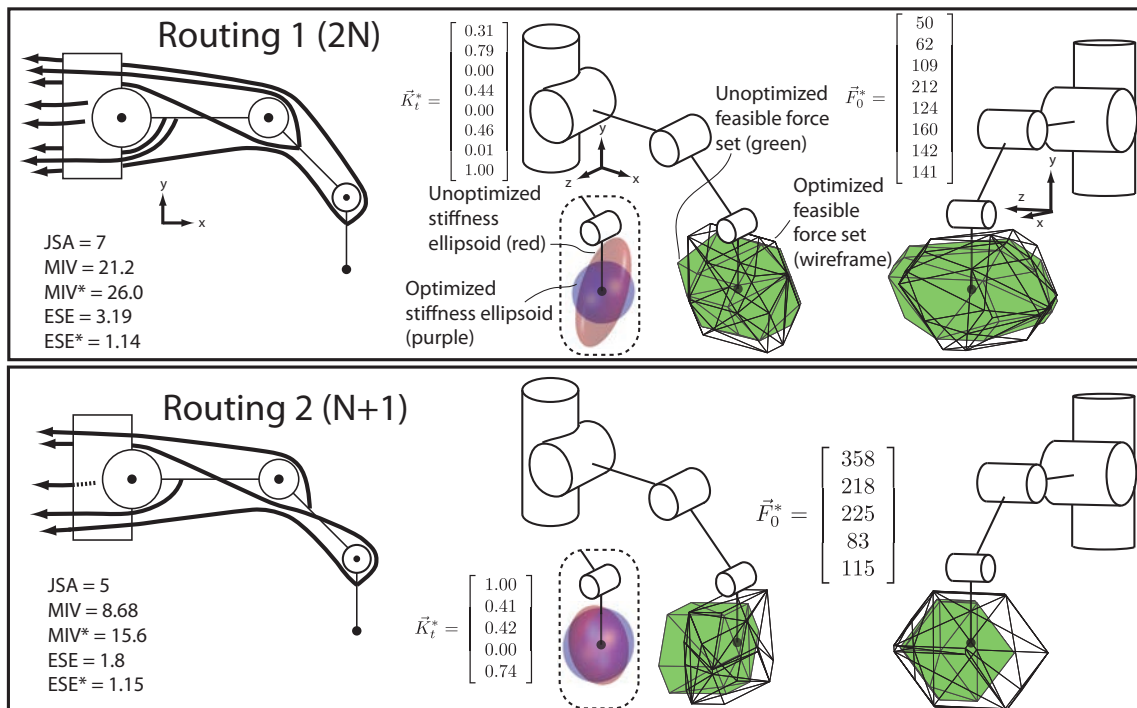 Routing 1 (2N)
y
x
JSA = 7
MIV = 21.2
MIV* = 26.0
ESE = 3.19
ESE* = 1.14
K⃗_t^* =
0.31
0.79
0.00
0.44
0.00
0.46
0.01
1.00
y
z
x
Unoptimized
stiffness
ellipsoid (red)
Optimized
stiffness ellipsoid
(purple)
Unoptimized
feasible force
set (green)
Optimized
feasible
force set
(wireframe)
F⃗_0^* =
50
62
109
212
124
160
142
141
y
z
x
Routing 2 (N+1)
JSA = 5
MIV = 8.68
MIV* = 15.6
ESE = 1.8
ESE* = 1.15
K⃗_t^* =
1.00
0.41
0.42
0.00
0.74
F⃗_0^* =
358
218
225
83
115